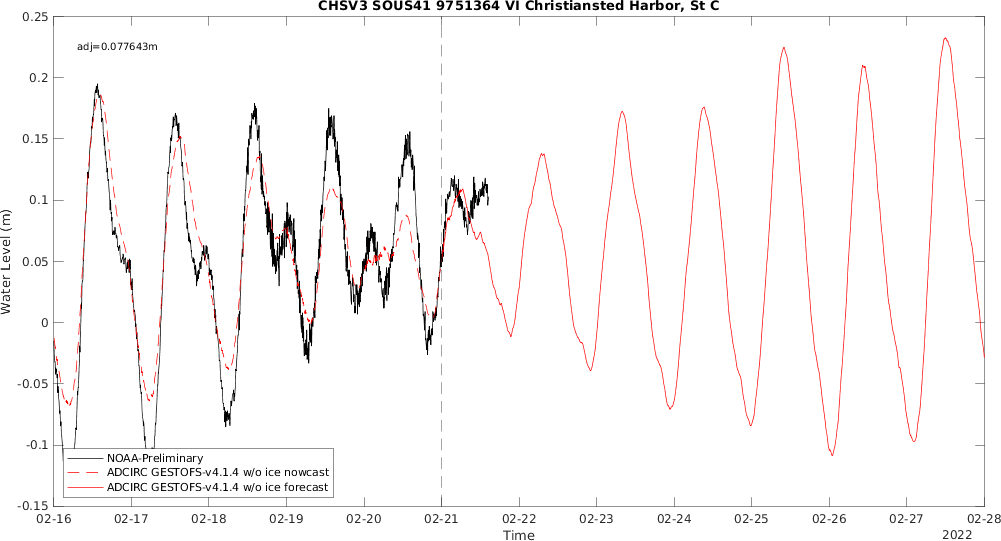 CHSV3 SOUS41 9751364 VI Christiansted Harbor, St C
adj=0.077643m
0.25
0.2
0.15
0.1
0.05
0
-0.05
-0.1
-0.15
Water Level (m)
NOAA-Preliminary
ADCIRC GESTOFS-v4.1.4 w/o ice nowcast
ADCIRC GESTOFS-v4.1.4 w/o ice forecast
02-16 02-17 02-18 02-19 02-20 02-21 02-22 02-23 02-24 02-25 02-26 02-27 02-28
Time
2022